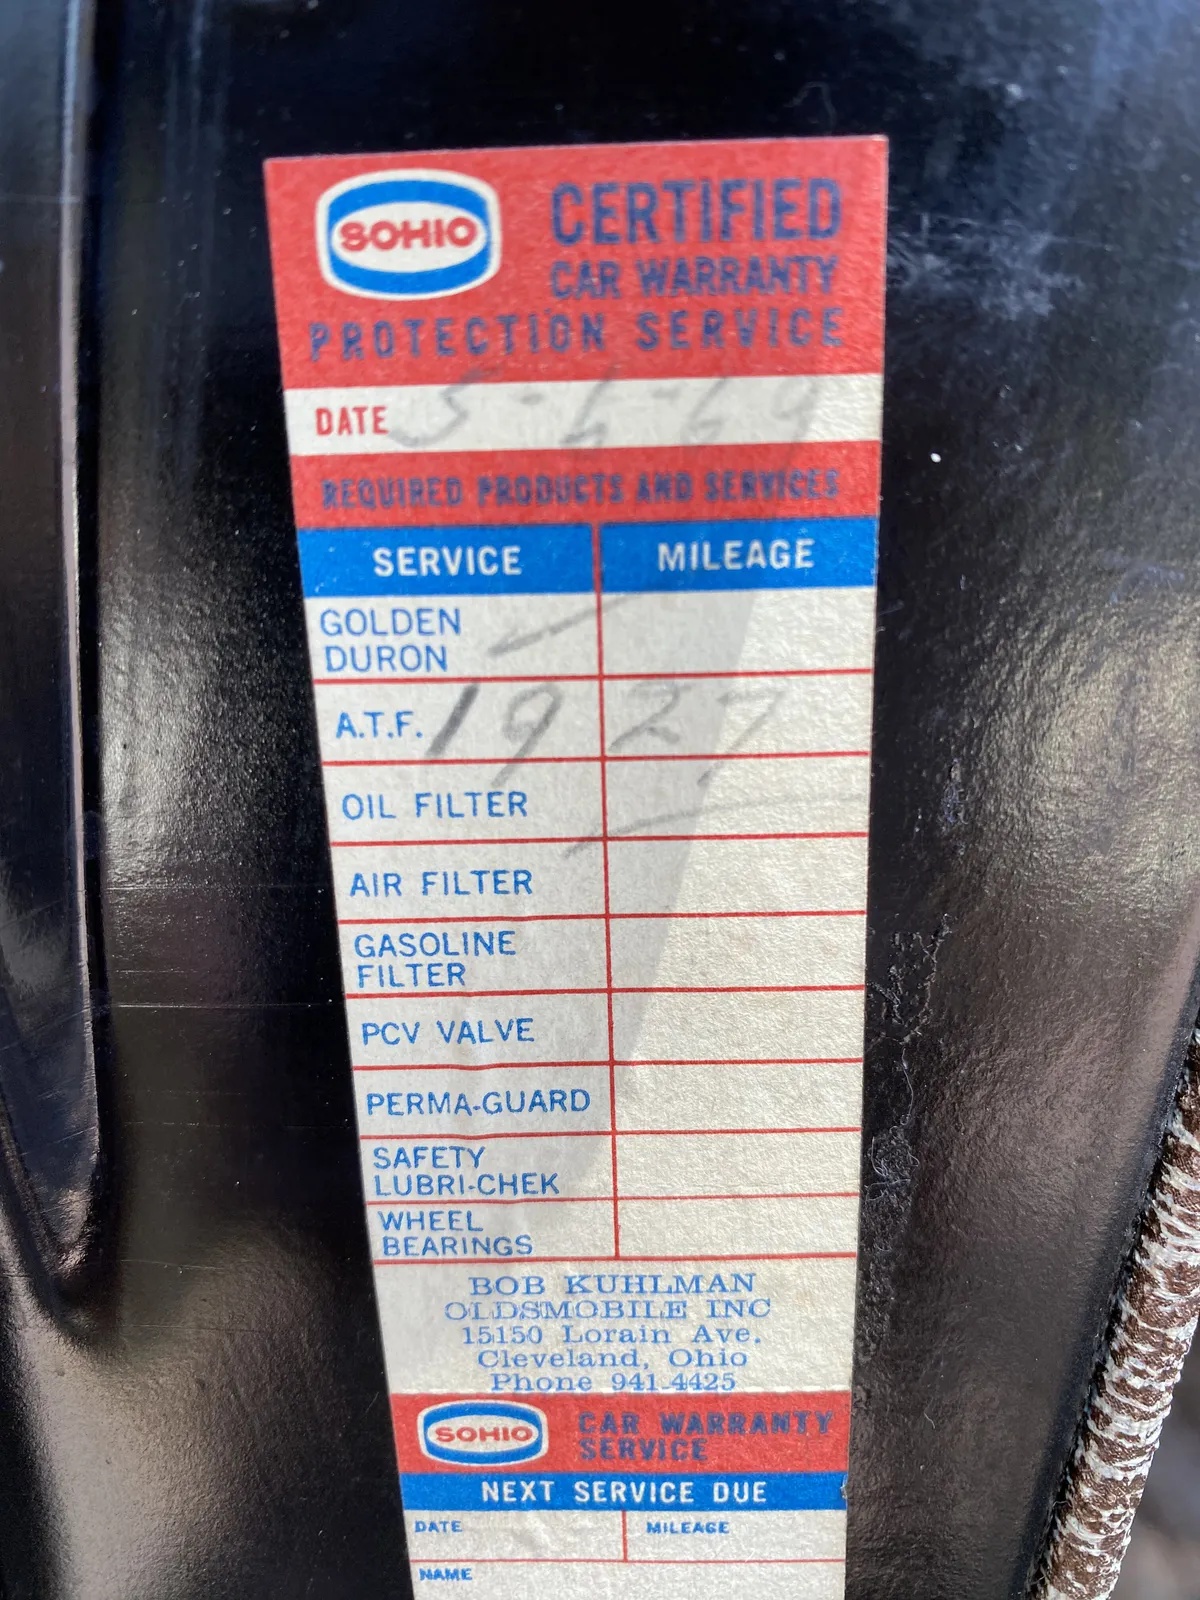 SOHIO
CERTIFIED
CAR WARRANTY
PROTECTION SERVICE
DATE 5-6-69
REQUIRED PRODUCTS AND SERVICES
SERVICE MILEAGE
GOLDEN
DURON
A.T.F. 1927
OIL FILTER
AIR FILTER
GASOLINE
FILTER
PCV VALVE
PERMA-GUARD
SAFETY
LUBRI-CHEK
WHEEL
BEARINGS
BOB KUHLMAN
OLDSMOBILE INC
15150 Lorain Ave.
Cleveland, Ohio
Phone 941-4425
SOHIO
CAR WARRANTY
SERVICE
NEXT SERVICE DUE
DATE MILEAGE
NAME